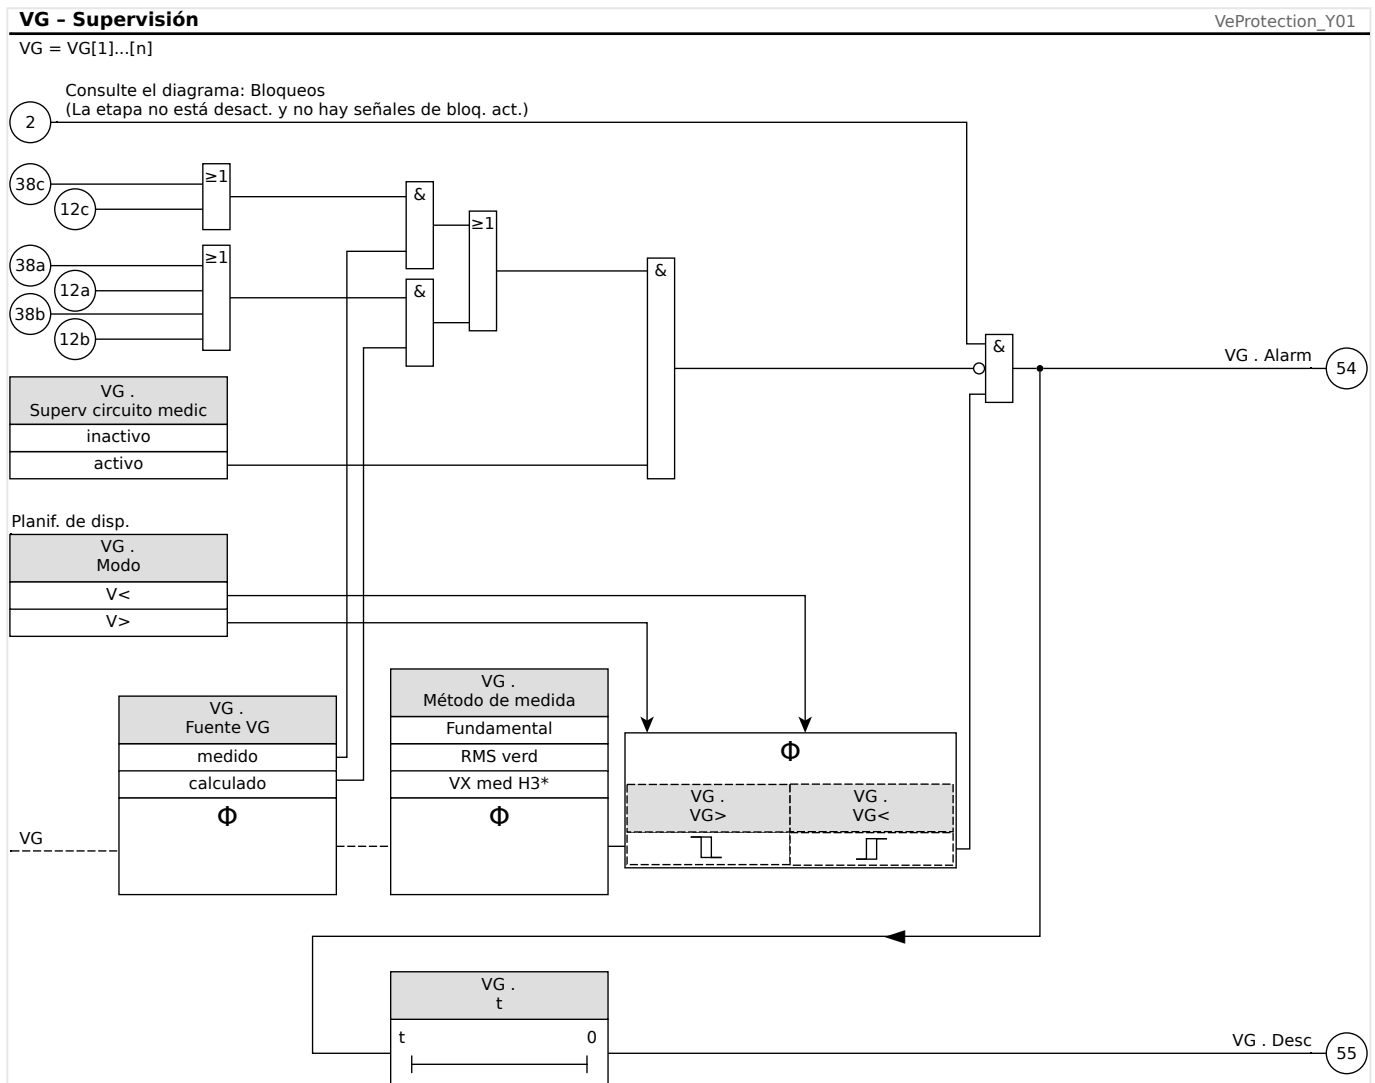 VG – Supervisión
VeProtection_Y01
VG = VG[1]...[n]
Consulte el diagrama: Bloqueos
(La etapa no está desact. y no hay señales de bloq. act.)
2
38c
12c
≥1
&
≥1
38a
12a
38b
12b
≥1
&
&
&
VG . Alarm
54
VG .
Superv circuito medic
inactivo
activo
Planif. de disp.
VG .
Modo
V<
V>
VG .
Fuente VG
medido
calculado
Φ
VG
VG .
Método de medida
Fundamental
RMS verd
VX med H3*
Φ
Φ
VG .
VG>
VG .
VG<
VG .
t
t
0
VG . Desc
55